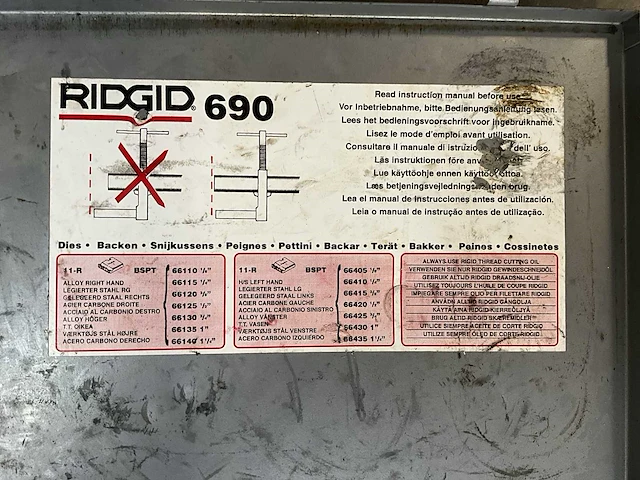 RIDGID 690
Read instruction manual before use.
Vor Inbetriebnahme, bitte Bedienungsanleitung lesen.
Lees het bedieningsvoorschrift voor ingebruikname.
Lisez le mode d'emploi avant utilisation.
Consultare il manuale di dell' uso.
Läs instruktionen före
Lue käyttöohje ennen
Læs betjeningsvejledningen brug.
Lea el manual de Instrucciones antes de utilización.
Leia o manual de instrução antes de utilização.
Dies • Backen • Snijkussens • Peignes • Pettini • Backar • Terät • Bakker • Peines • Cossinetes
11-R BSPT
ALLOY RIGHT HAND
LEGIERTER STAHL RG
GELEGEERD STAAL RECHTS
ACIER CARBONE DROITE
ACCIAIO AL CARBONIO DESTRO
ALLOY HÖGER
T.T. OIKEA
VÆRKTØJS STÅL HØJRE
ACERO CARBONO DERECHO
66110 1/8"
66115 1/4"
66120 3/8"
66125 1/2"
66130 3/4"
66135 1"
66140 1 1/4"
11-R BSPT
H/S LEFT HAND
LEGIERTER STAHL LG
GELEGEERD STAAL LINKS
ACIER CARBONE GAUCHE
ACCIAIO AL CARBONIO SINISTRO
ALLOY VÄNSTER
T.T. VASEN
VÆRKTØJS STÅL VENSTRE
ACERO CARBONO IZQUIERDO
66405 1/8"
66410 1/4"
66415 3/8"
66420 1/2"
66425 3/4"
66430 1"
66435 1 1/4"
ALWAYS USE RIGID THREAD CUTTING OIL
VERWENDEN SIE NUR RIDGID GEWINDESCHNEIDÖL
GEBRUIK ALTIJD RIDGID DRAADSNIJ-OLIE
UTILISEZ TOUJOURS L'HUILE DE COUPE RIDGID
IMPIEGARE SEMPRE OLIO PER FILETTARE RIDGID
ANVÄND ALLTID RIDGID GÄNGOLJA
KÄYTÄ AINA RIDGID KIERREÖLJYÄ
BRUG ALTID RIDGID SKÆREMIDLER
UTILICE SIEMPRE ACEITE DE CORTE RIDGID
UTILIZE SEMPRE ÓLEO DE CORTE RIDGID